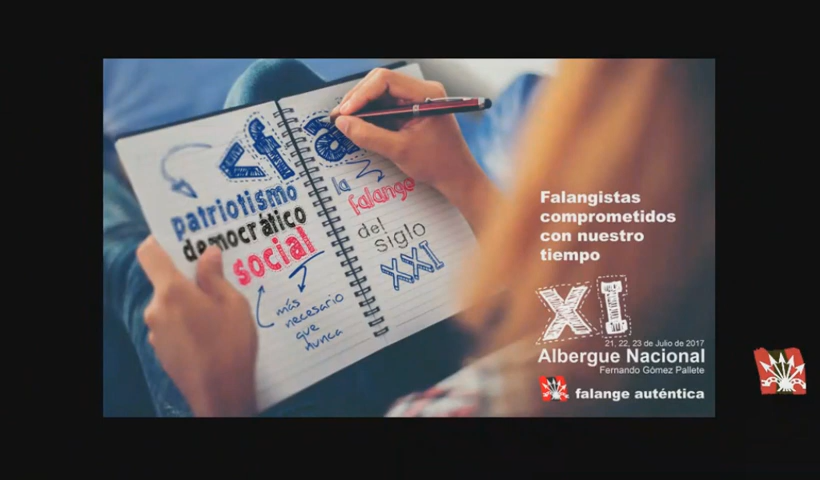 <fa
patriotismo
democrático
social
más
necesario
que
nunca
la
falange
del
siglo
XXI
Falangistas
comprometidos
con nuestro
tiempo
XI
21, 22, 23 de Julio de 2017
Albergue Nacional
Fernando Gómez Pallete
falange auténtica